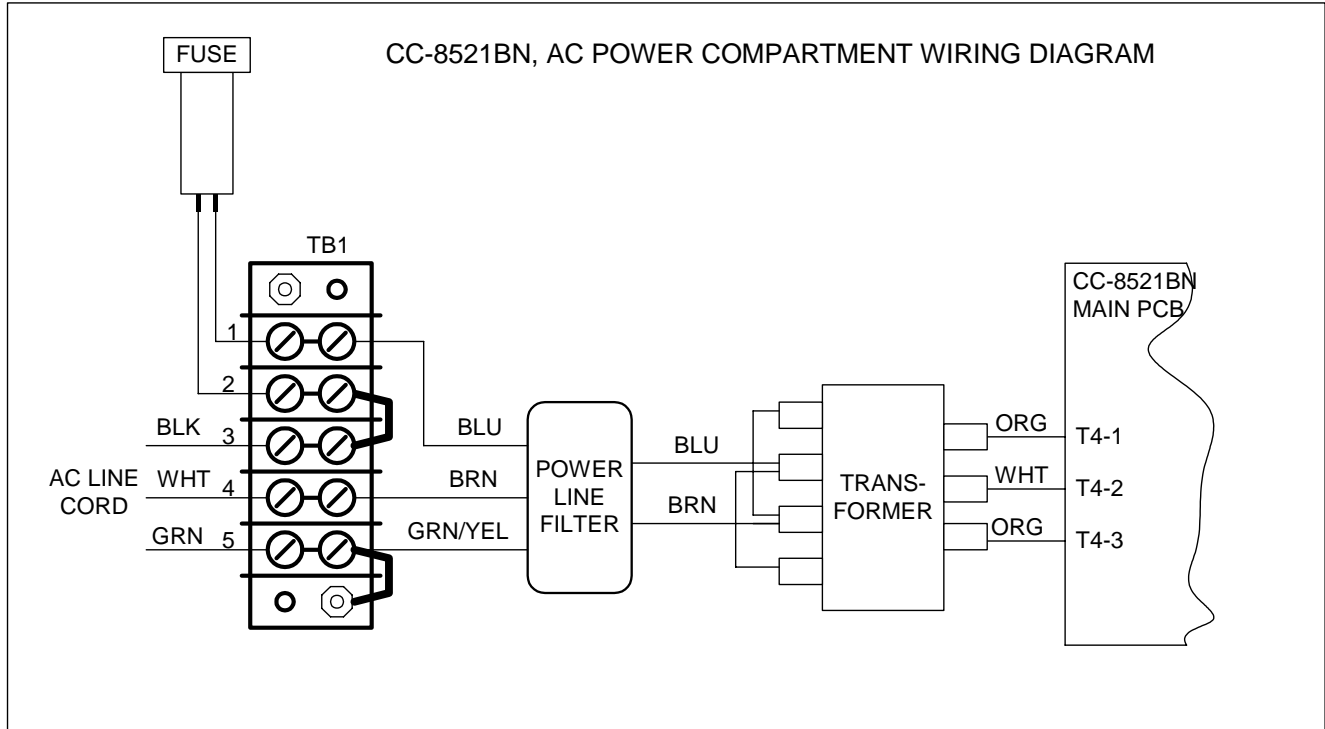 FUSE
CC-8521BN, AC POWER COMPARTMENT WIRING DIAGRAM
TB1
1
2
3
4
5
BLK
AC LINE
CORD
WHT
GRN
BLU
BRN
GRN/YEL
POWER
LINE
FILTER
BLU
BRN
TRANS-
FORMER
ORG
WHT
ORG
CC-8521BN
MAIN PCB
T4-1
T4-2
T4-3